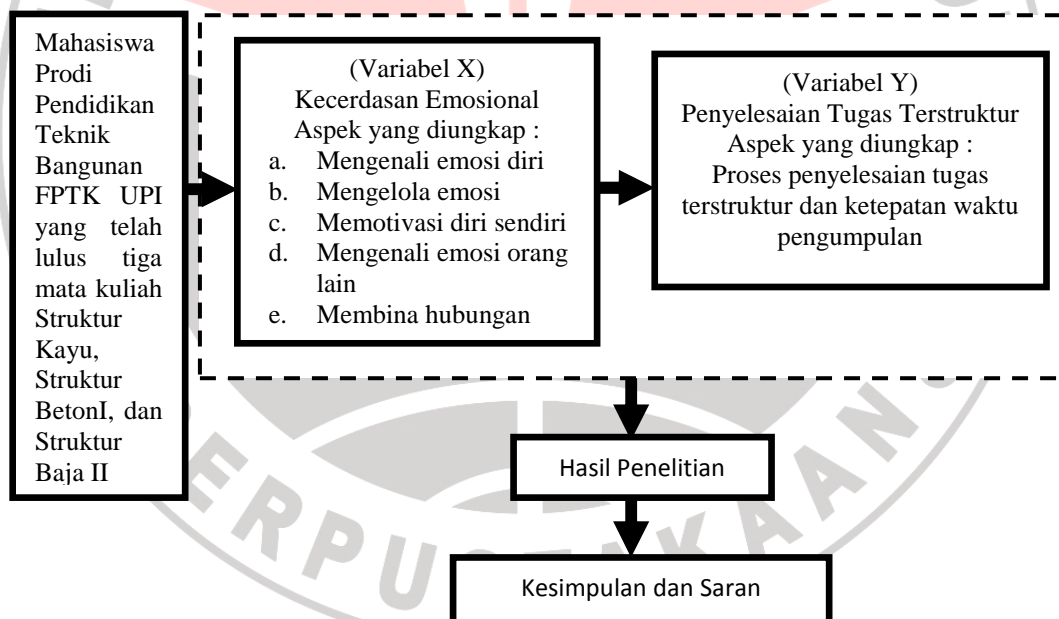 Mahasiswa
Prodi
Pendidikan
Teknik
Bangunan
FPTK UPI
yang telah
lulus tiga
mata kuliah
Struktur
Kayu,
Struktur
BetonI, dan
Struktur
Baja II
(Variabel X)
Kecerdasan Emosional
Aspek yang diungkap :
a. Mengenali emosi diri
b. Mengelola emosi
c. Memotivasi diri sendiri
d. Mengenali emosi orang
lain
e. Membina hubungan
(Variabel Y)
Penyelesaian Tugas Terstruktur
Aspek yang diungkap :
Proses penyelesaian tugas
terstruktur dan ketepatan waktu
pengumpulan
Hasil Penelitian
Kesimpulan dan Saran